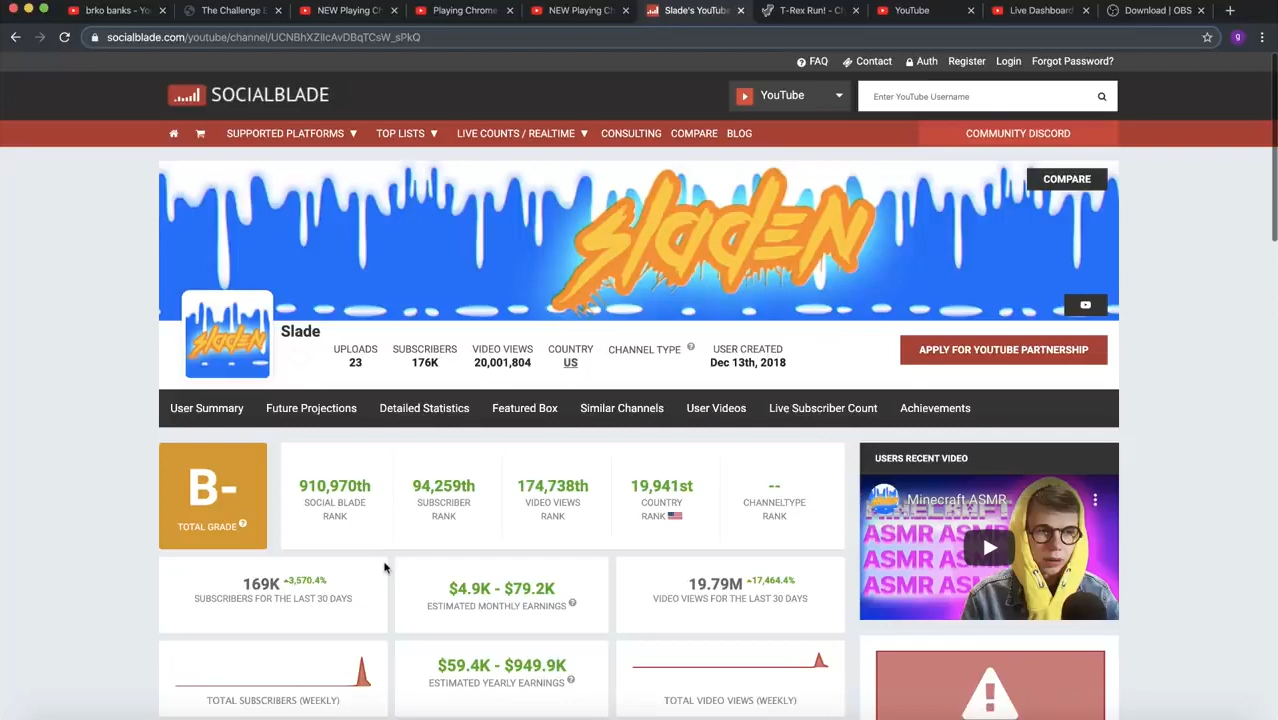 brko banks - Yo
The Challenge E
NEW Playing Ch
Playing Chrome
NEW Playing Ch
Slade's YouTube
T-Rex Run! - Ch
YouTube
Live Dashboard
Download | OBS
socialblade.com/youtube/channel/UCNBhXZIlcAvDBqTCsW_sPkQ
g
FAQ Contact Auth Register Login Forgot Password?
SOCIALBLADE
YouTube
Enter YouTube Username
SUPPORTED PLATFORMS TOP LISTS LIVE COUNTS / REALTIME CONSULTING COMPARE BLOG
COMMUNITY DISCORD
COMPARE
sladEN
sladEN
Slade
UPLOADS SUBSCRIBERS VIDEO VIEWS COUNTRY CHANNEL TYPE USER CREATED
23 176K 20,001,804 US Dec 13th, 2018
APPLY FOR YOUTUBE PARTNERSHIP
User Summary Future Projections Detailed Statistics Featured Box Similar Channels User Videos Live Subscriber Count Achievements
B-
TOTAL GRADE
910,970th 94,259th 174,738th 19,941st --
SOCIAL BLADE SUBSCRIBER VIDEO VIEWS COUNTRY CHANNELTYPE
RANK RANK RANK RANK RANK
USERS RECENT VIDEO
Minecraft ASMR
MINECRAFT
ASMR ASMR
ASMR ASM
ASMR AS
169K 3,570.4%
SUBSCRIBERS FOR THE LAST 30 DAYS
$4.9K - $79.2K
ESTIMATED MONTHLY EARNINGS
19.79M 17,464.4%
VIDEO VIEWS FOR THE LAST 30 DAYS
TOTAL SUBSCRIBERS (WEEKLY)
$59.4K - $949.9K
ESTIMATED YEARLY EARNINGS
TOTAL VIDEO VIEWS (WEEKLY)